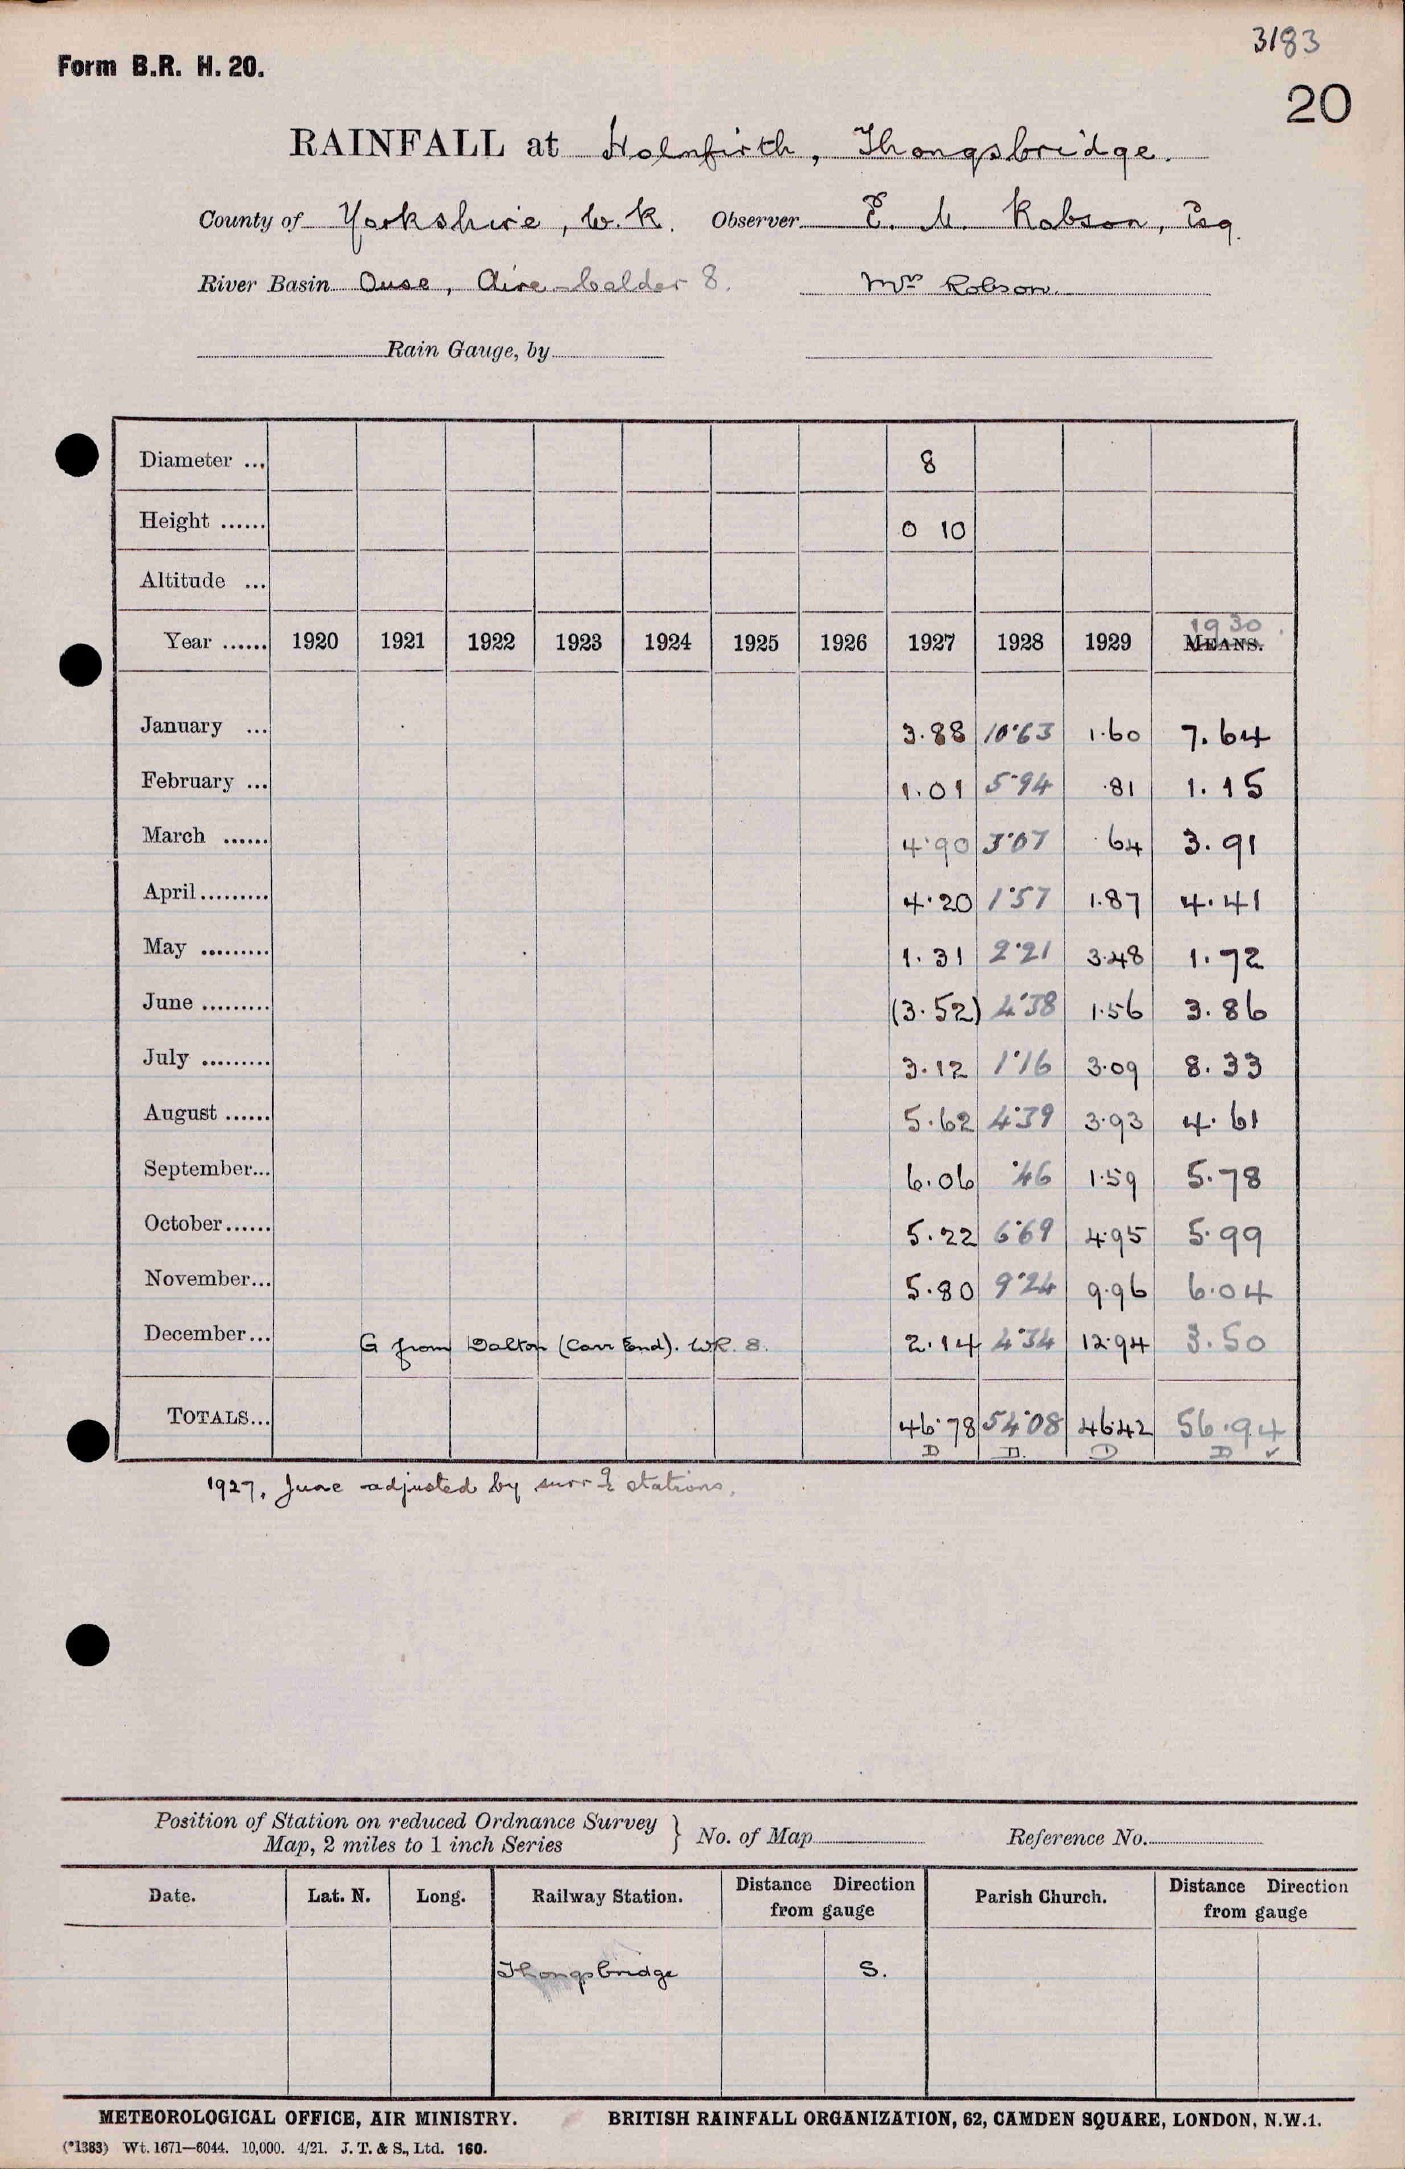 3183
Form B.R. H. 20.
20
RAINFALL at Holmfirth, Thongsbridge.
County of Yorkshire, W.R. Observer E. M. Robson, Esq.
River Basin Ouse, Aire - Calder 8. Mrs Robson.
Rain Gauge, by
Diameter ... 8
Height ...... 0 10
Altitude ...
1930
Year ...... 1920 1921 1922 1923 1924 1925 1926 1927 1928 1929 MEANS.
January ... 3.88 10.63 1.60 7.64
February ... 1.01 5.94 .81 1.15
March ...... 4.90 3.07 .64 3.91
April......... 4.20 1.57 1.87 4.41
May ......... 1.31 2.21 3.48 1.72
June ......... (3.52) 4.38 1.56 3.86
July ......... 3.12 1.16 3.09 8.33
August ...... 5.62 4.39 3.93 4.61
September... 6.06 .46 1.59 5.78
October...... 5.22 6.69 4.95 5.99
November... 5.80 9.24 9.96 6.04
December... G from Dalton (Carr End). WR. 8. 2.14 4.34 12.94 3.50
TOTALS... 46.78 54.08 46.42 56.94
D D. D D ✓
1927, June adjusted by surrg stations.
Position of Station on reduced Ordnance Survey
Map, 2 miles to 1 inch Series } No. of Map Reference No.
Date. Lat. N. Long. Railway Station. Distance Direction from gauge Parish Church. Distance Direction from gauge
Thongsbridge S.
METEOROLOGICAL OFFICE, AIR MINISTRY. BRITISH RAINFALL ORGANIZATION, 62, CAMDEN SQUARE, LONDON, N.W.1.
(*1383) Wt. 1671—6044. 10,000. 4/21. J. T. & S., Ltd. 160.